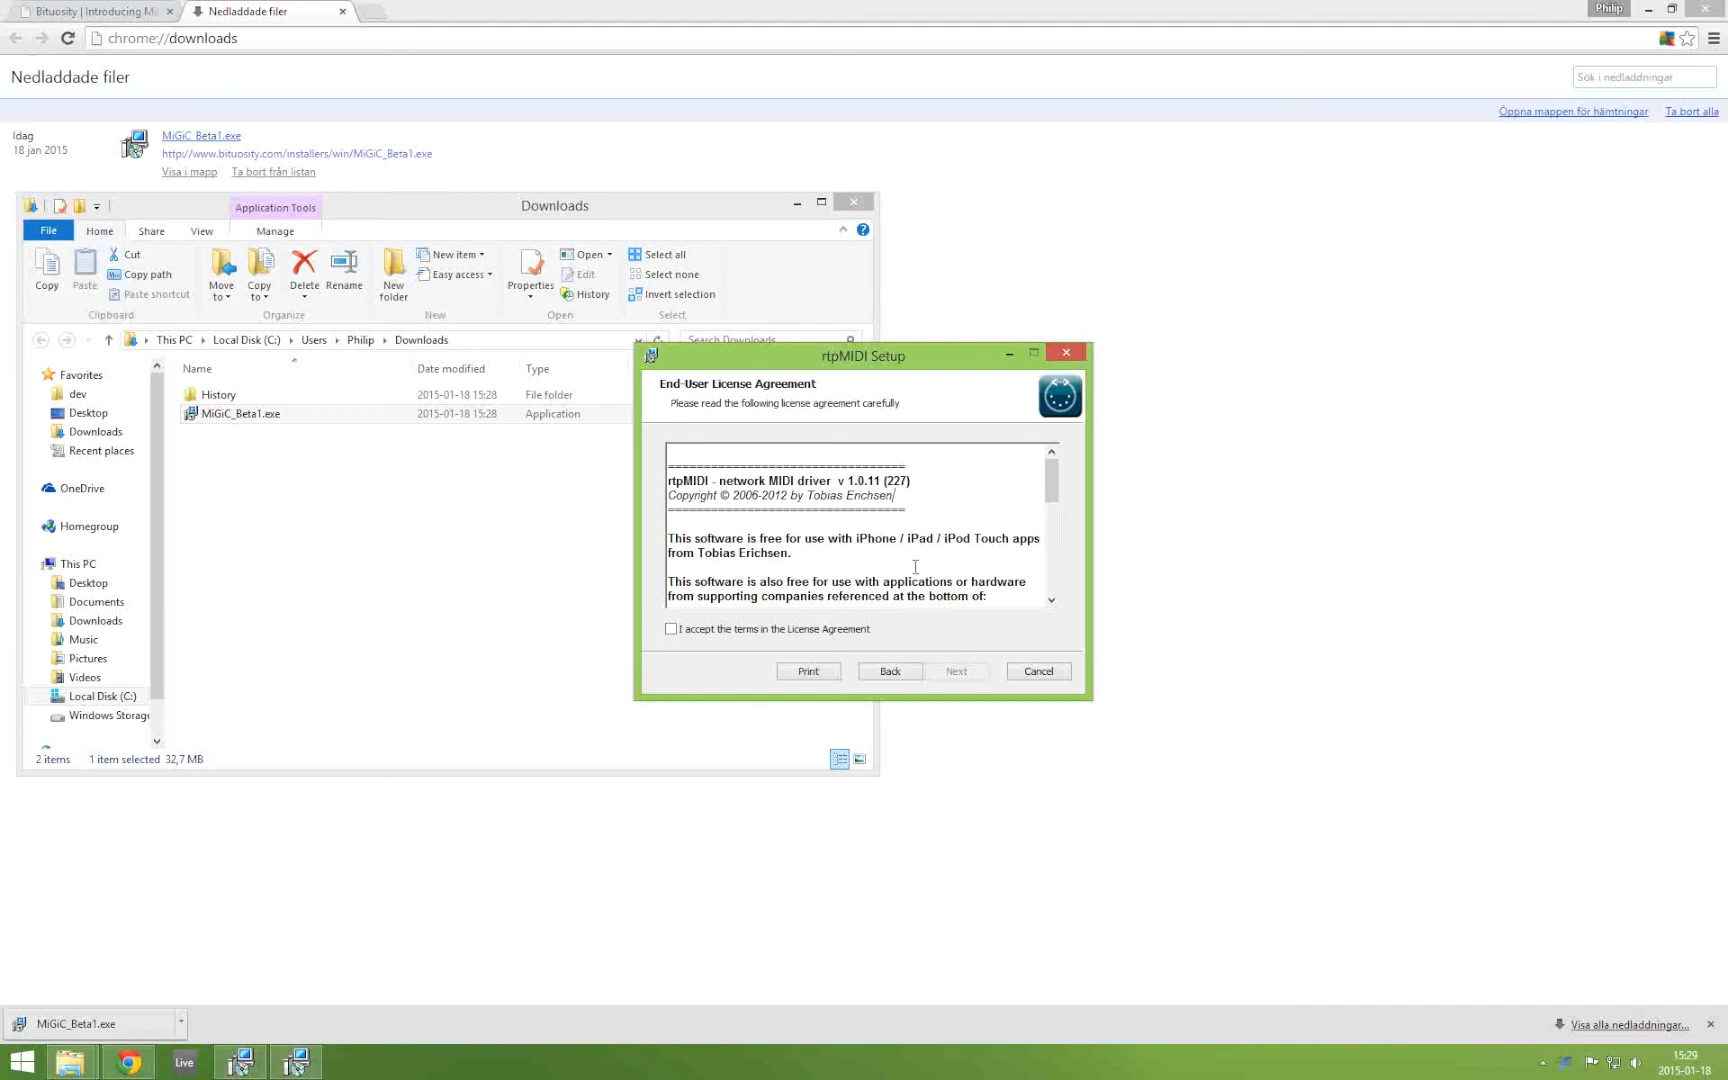 Bituosity | Introducing Mi
Nedladdade filer
Philip
chrome://downloads
Nedladdade filer
Sök i nedladdningar
Öppna mappen för hämtningar
Ta bort alla
Idag
18 jan 2015
MiGiC_Beta1.exe
http://www.bituosity.com/installers/win/MiGiC_Beta1.exe
Visa i mapp
Ta bort från listan
Application Tools
Downloads
File
Home
Share
View
Manage
Copy
Paste
Cut
Copy path
Paste shortcut
Clipboard
Move to
Copy to
Delete
Rename
Organize
New folder
New item
Easy access
New
Properties
Open
Edit
History
Open
Select all
Select none
Invert selection
Select
This PC
Local Disk (C:)
Users
Philip
Downloads
Search Downloads
Favorites
dev
Desktop
Downloads
Recent places
OneDrive
Homegroup
This PC
Desktop
Documents
Downloads
Music
Pictures
Videos
Local Disk (C:)
Windows Storage
Name
Date modified
Type
History
2015-01-18 15:28
File folder
MiGiC_Beta1.exe
2015-01-18 15:28
Application
2 items
1 item selected 32,7 MB
rtpMIDI Setup
End-User License Agreement
Please read the following license agreement carefully
=================================
rtpMIDI - network MIDI driver v 1.0.11 (227)
Copyright © 2006-2012 by Tobias Erichsen
=================================
This software is free for use with iPhone / iPad / iPod Touch apps
from Tobias Erichsen.
This software is also free for use with applications or hardware
from supporting companies referenced at the bottom of:
I accept the terms in the License Agreement
Print
Back
Next
Cancel
MiGiC_Beta1.exe
Visa alla nedladdningar...
Live
15:29
2015-01-18